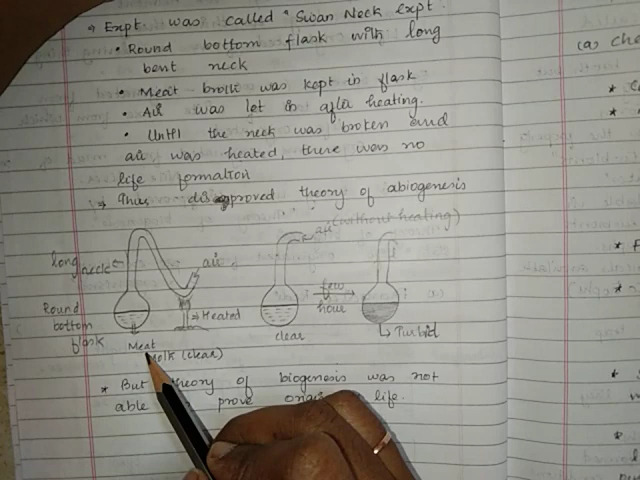 ⇒ Expt was called "Swan Neck expt.
• Round bottom flask with long
bent neck
• Meat broth was kept in flask
• Air was let in after heating.
• Until the neck was broken and
air was heated, there was no
life formation
⇒ Thus disproved theory of abiogenesis
long neck
air
air (without heating)
Round
bottom
flask
⇒ Heated
few
hour
Meat
(clear)
clear
↳ Turbid
* But theory of biogenesis was not
able prove life.
(a)
*
*
*
*
*
*